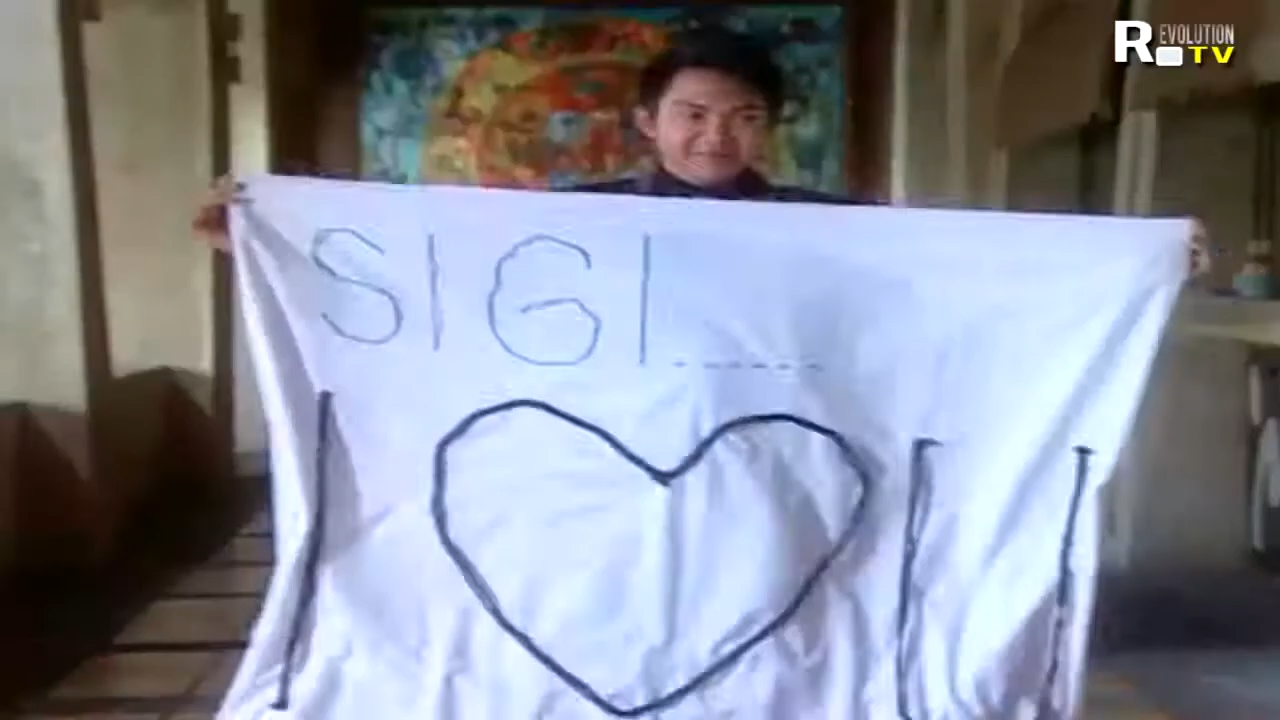 REVOLUTION
TV
SIGI......
I ♥ U